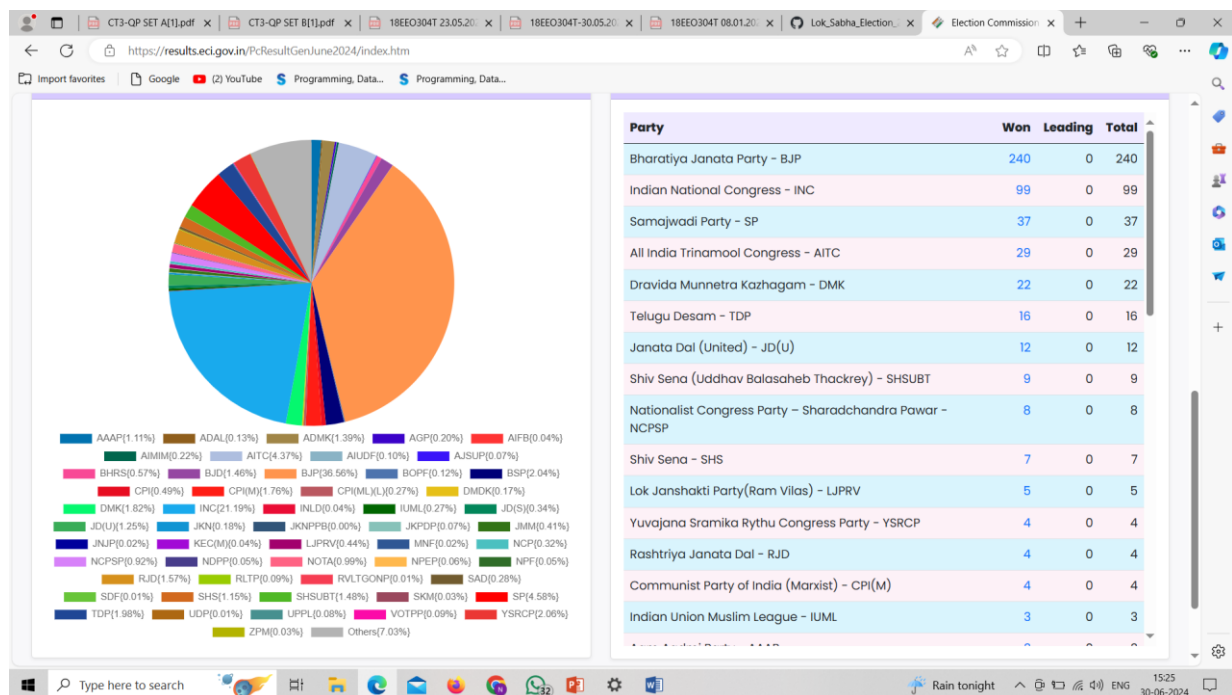 CT3-QP SET A[1].pdf
CT3-QP SET B[1].pdf
18EEO304T 23.05.20
18EEO304T-30.05.20
18EEO304T 08.01.20
Lok_Sabha_Election_
Election Commission
https://results.eci.gov.in/PcResultGenJune2024/index.htm
Import favorites Google (2) YouTube Programming, Data... Programming, Data...
AAAP(1.11%) ADAL(0.13%) ADMK(1.39%) AGP(0.20%) AIFB(0.04%)
AIMIM(0.22%) AITC(4.37%) AIUDF(0.10%) AJSUP(0.07%)
BHRS(0.57%) BJD(1.46%) BJP(36.56%) BOPF(0.12%) BSP(2.04%)
CPI(0.49%) CPI(M)(1.76%) CPI(ML)(L)(0.27%) DMDK(0.17%)
DMK(1.82%) INC(21.19%) INLD(0.04%) IUML(0.27%) JD(S)(0.34%)
JD(U)(1.25%) JKN(0.18%) JKNPPB(0.00%) JKPDP(0.07%) JMM(0.41%)
JNJP(0.02%) KEC(M)(0.04%) LJPRV(0.44%) MNF(0.02%) NCP(0.32%)
NCPSP(0.92%) NDPP(0.05%) NOTA(0.99%) NPEP(0.06%) NPF(0.05%)
RJD(1.57%) RLTP(0.09%) RVLTGONP(0.01%) SAD(0.28%)
SDF(0.01%) SHS(1.15%) SHSUBT(1.48%) SKM(0.03%) SP(4.58%)
TDP(1.98%) UDP(0.01%) UPPL(0.08%) VOTPP(0.09%) YSRCP(2.06%)
ZPM(0.03%) Others(7.03%)
Party Won Leading Total
Bharatiya Janata Party - BJP 240 0 240
Indian National Congress - INC 99 0 99
Samajwadi Party - SP 37 0 37
All India Trinamool Congress - AITC 29 0 29
Dravida Munnetra Kazhagam - DMK 22 0 22
Telugu Desam - TDP 16 0 16
Janata Dal (United) - JD(U) 12 0 12
Shiv Sena (Uddhav Balasaheb Thackrey) - SHSUBT 9 0 9
Nationalist Congress Party – Sharadchandra Pawar -
NCPSP 8 0 8
Shiv Sena - SHS 7 0 7
Lok Janshakti Party(Ram Vilas) - LJPRV 5 0 5
Yuvajana Sramika Rythu Congress Party - YSRCP 4 0 4
Rashtriya Janata Dal - RJD 4 0 4
Communist Party of India (Marxist) - CPI(M) 4 0 4
Indian Union Muslim League - IUML 3 0 3
Type here to search
32
Rain tonight
ENG
15:25
30-06-2024